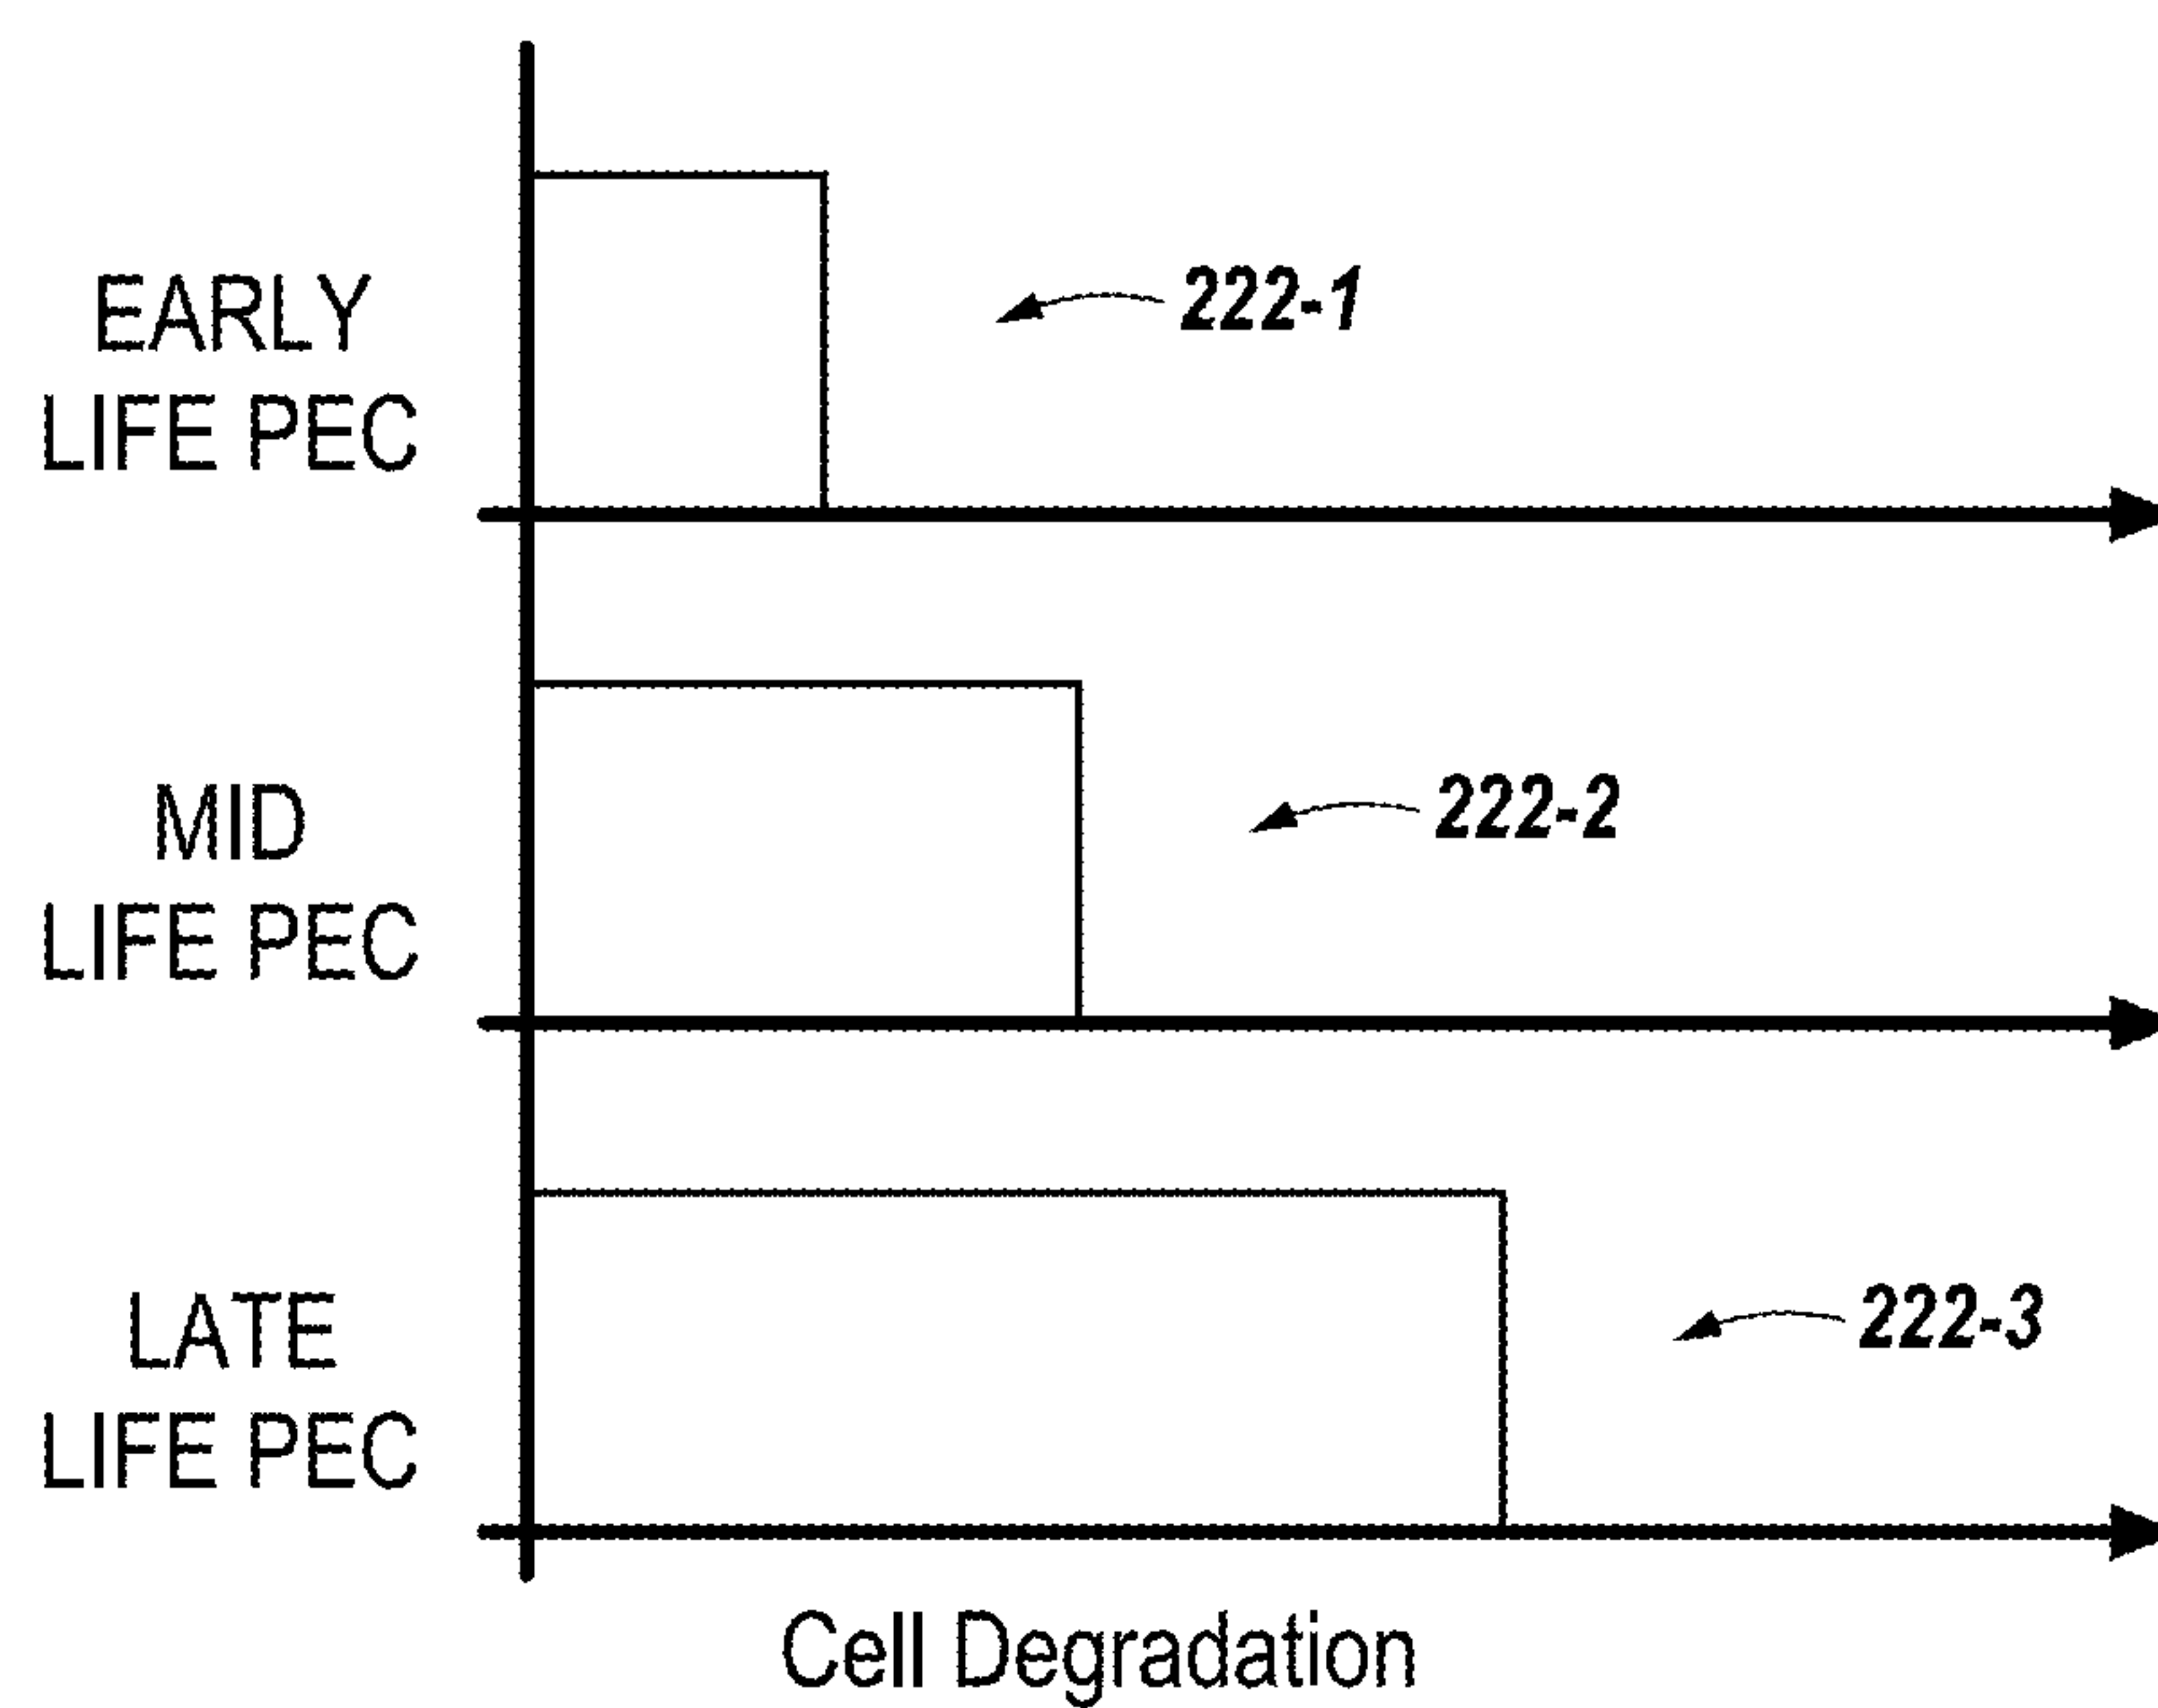 EARLY
LIFE PEC
222-1
MID
LIFE PEC
222-2
LATE
LIFE PEC
222-3
Cell Degradation